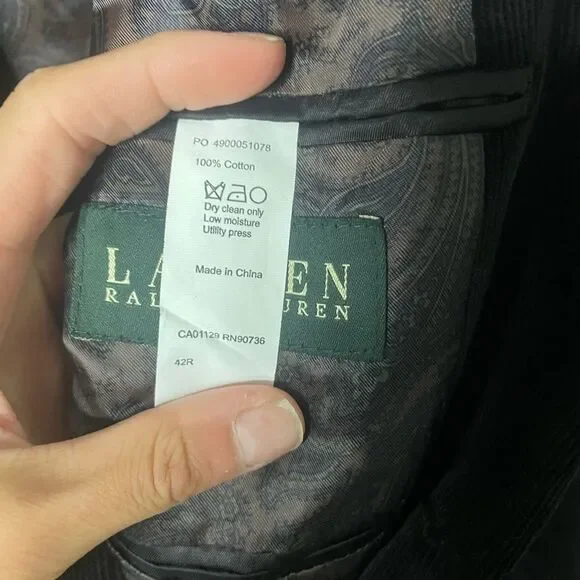 PO 4900051078
100% Cotton
Dry clean only
Low moisture
Utility press
Made in China
CA01129 RN90736
42R